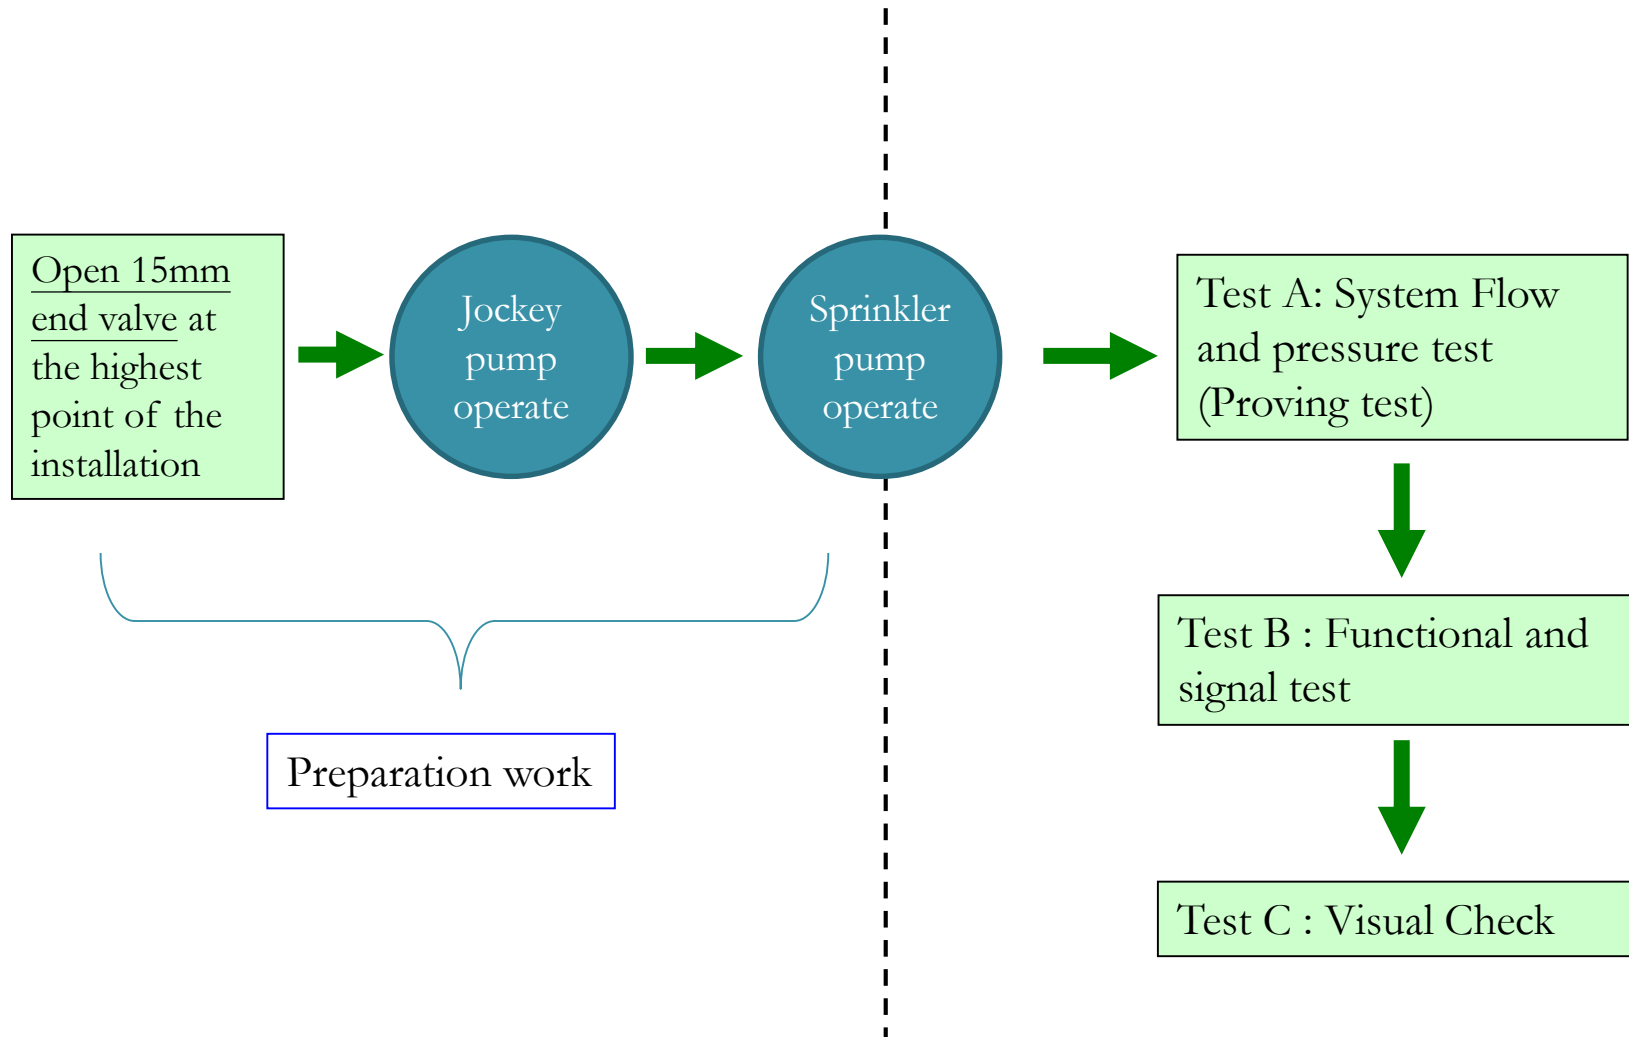 Open 15mm
end valve at
the highest
point of the
installation
Jockey
pump
operate
Sprinkler
pump
operate
Test A: System Flow
and pressure test
(Proving test)
Test B : Functional and
signal test
Test C : Visual Check
Preparation work